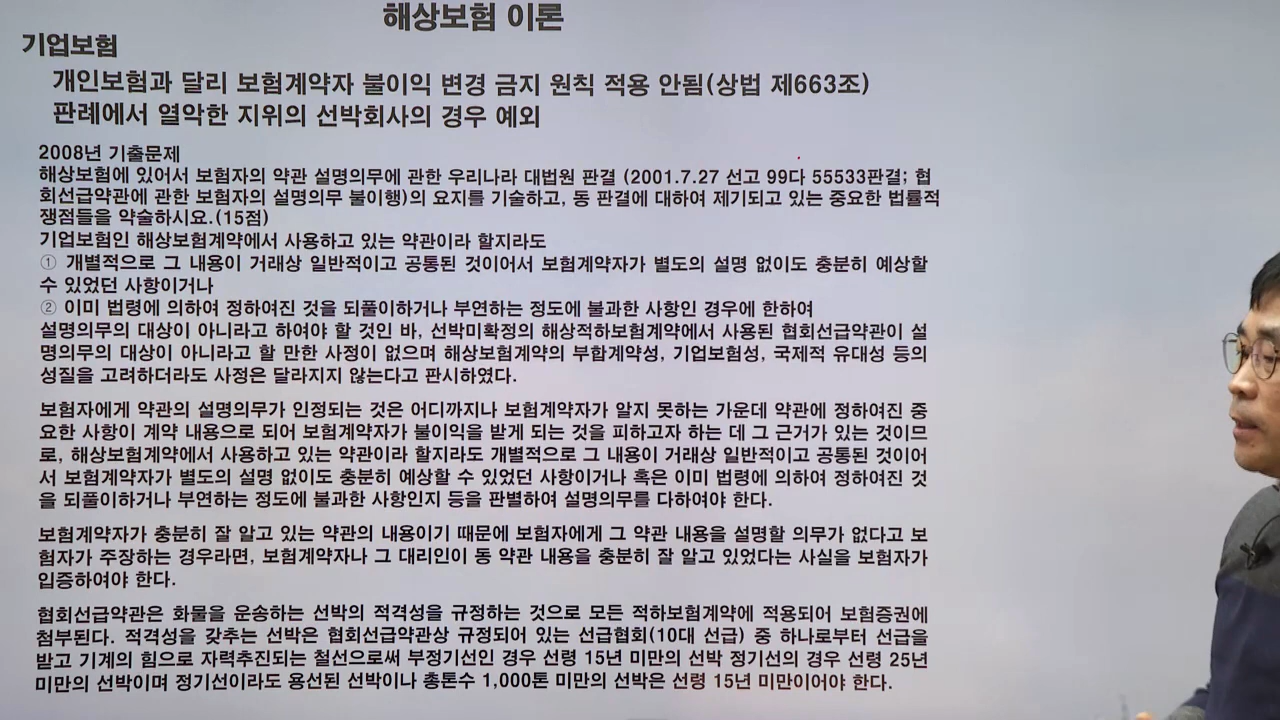 해상보험 이론
기업보험
개인보험과 달리 보험계약자 불이익 변경 금지 원칙 적용 안됨(상법 제663조)
판례에서 열악한 지위의 선박회사의 경우 예외
2008년 기출문제
해상보험에 있어서 보험자의 약관 설명의무에 관한 우리나라 대법원 판결 (2001.7.27 선고 99다 55533판결; 협
회선급약관에 관한 보험자의 설명의무 불이행)의 요지를 기술하고, 동 판결에 대하여 제기되고 있는 중요한 법률적
쟁점들을 약술하시요.(15점)
기업보험인 해상보험계약에서 사용하고 있는 약관이라 할지라도
① 개별적으로 그 내용이 거래상 일반적이고 공통된 것이어서 보험계약자가 별도의 설명 없이도 충분히 예상할
수 있었던 사항이거나
② 이미 법령에 의하여 정하여진 것을 되풀이하거나 부연하는 정도에 불과한 사항인 경우에 한하여
설명의무의 대상이 아니라고 하여야 할 것인 바, 선박미확정의 해상적하보험계약에서 사용된 협회선급약관이 설
명의무의 대상이 아니라고 할 만한 사정이 없으며 해상보험계약의 부합계약성, 기업보험성, 국제적 유대성 등의
성질을 고려하더라도 사정은 달라지지 않는다고 판시하였다.
보험자에게 약관의 설명의무가 인정되는 것은 어디까지나 보험계약자가 알지 못하는 가운데 약관에 정하여진 중
요한 사항이 계약 내용으로 되어 보험계약자가 불이익을 받게 되는 것을 피하고자 하는 데 그 근거가 있는 것이므
로, 해상보험계약에서 사용하고 있는 약관이라 할지라도 개별적으로 그 내용이 거래상 일반적이고 공통된 것이어
서 보험계약자가 별도의 설명 없이도 충분히 예상할 수 있었던 사항이거나 혹은 이미 법령에 의하여 정하여진 것
을 되풀이하거나 부연하는 정도에 불과한 사항인지 등을 판별하여 설명의무를 다하여야 한다.
보험계약자가 충분히 잘 알고 있는 약관의 내용이기 때문에 보험자에게 그 약관 내용을 설명할 의무가 없다고 보
험자가 주장하는 경우라면, 보험계약자나 그 대리인이 동 약관 내용을 충분히 잘 알고 있었다는 사실을 보험자가
입증하여야 한다.
협회선급약관은 화물을 운송하는 선박의 적격성을 규정하는 것으로 모든 적하보험계약에 적용되어 보험증권에
첨부된다. 적격성을 갖추는 선박은 협회선급약관상 규정되어 있는 선급협회(10대 선급) 중 하나로부터 선급을
받고 기계의 힘으로 자력추진되는 철선으로써 부정기선인 경우 선령 15년 미만의 선박 정기선의 경우 선령 25년
미만의 선박이며 정기선이라도 용선된 선박이나 총톤수 1,000톤 미만의 선박은 선령 15년 미만이어야 한다.